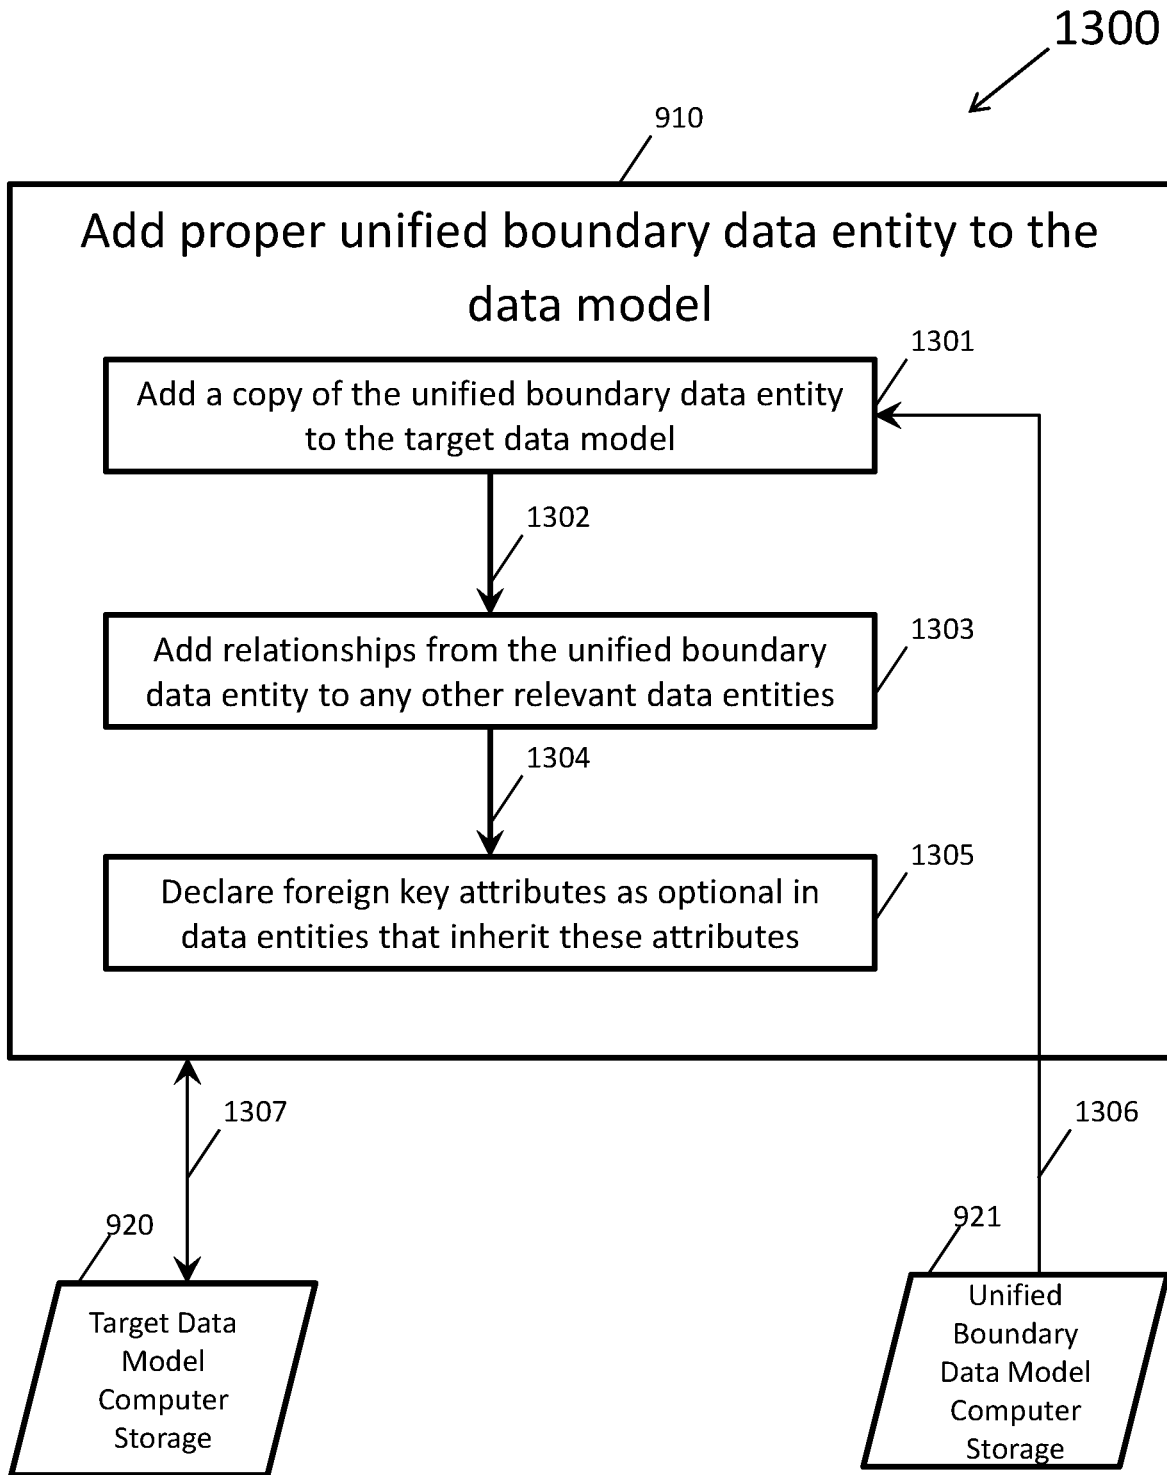 1300
910
Add proper unified boundary data entity to the
data model
1301
Add a copy of the unified boundary data entity
to the target data model
1302
1303
Add relationships from the unified boundary
data entity to any other relevant data entities
1304
1305
Declare foreign key attributes as optional in
data entities that inherit these attributes
1307
1306
920
921
Target Data
Model
Computer
Storage
Unified
Boundary
Data Model
Computer
Storage